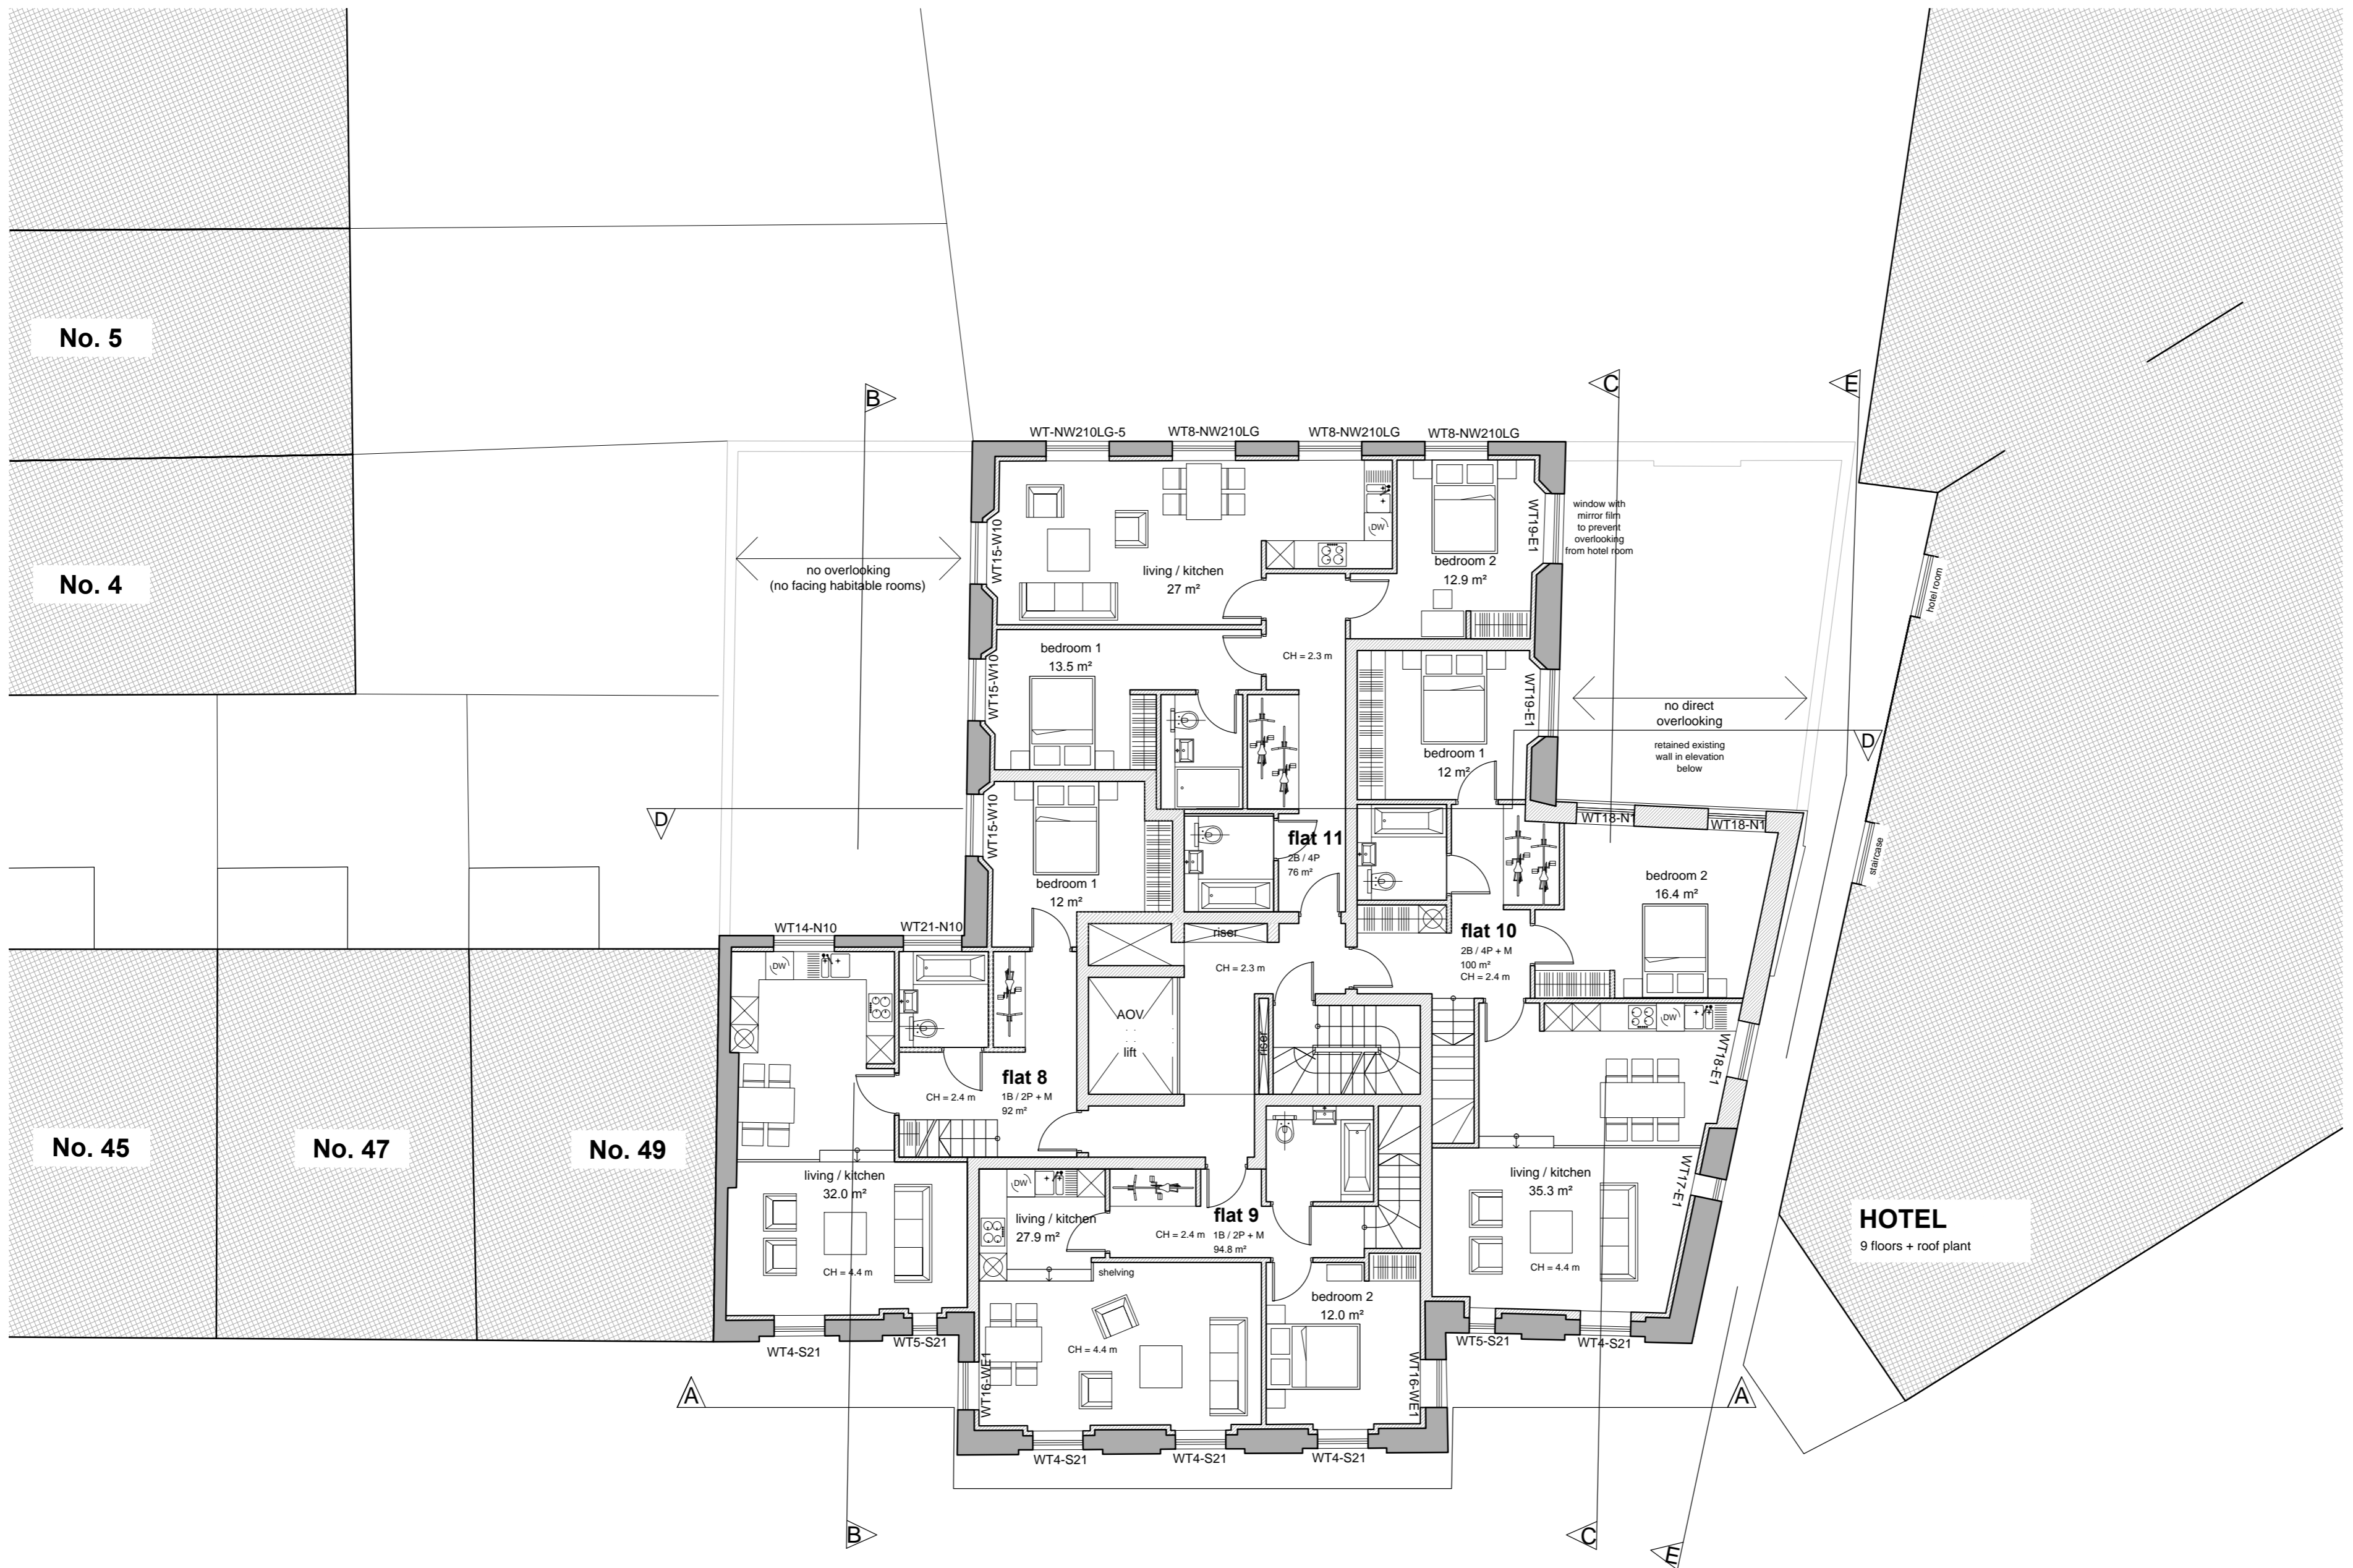 No. 5
B
C
E
WT-NW210LG-5
WT8-NW210LG
WT8-NW210LG
WT8-NW210LG
window with
mirror film
to prevent
overlooking
from hotel room
WT15-W10
WT19-E1
DW
no overlooking
(no facing habitable rooms)
living / kitchen
27 m²
bedroom 2
12.9 m²
No. 4
hotel room
bedroom 1
13.5 m²
CH = 2.3 m
WT15-W10
WT19-E1
no direct
overlooking
retained existing
wall in elevation
below
D
bedroom 1
12 m²
D
WT15-W10
WT18-N1
WT18-N1
flat 11
2B / 4P
76 m²
staircase
bedroom 1
12 m²
bedroom 2
16.4 m²
WT14-N10
WT21-N10
riser
flat 10
2B / 4P + M
100 m²
CH = 2.4 m
DW
CH = 2.3 m
AOV
lift
riser
DW
WT18-E1
flat 8
1B / 2P + M
92 m²
CH = 2.4 m
No. 45
No. 47
No. 49
living / kitchen
32.0 m²
CH = 4.4 m
DW
living / kitchen
27.9 m²
CH = 2.4 m
flat 9
1B / 2P + M
94.8 m²
shelving
living / kitchen
35.3 m²
CH = 4.4 m
WT17-E1
HOTEL
9 floors + roof plant
bedroom 2
12.0 m²
CH = 4.4 m
WT4-S21
WT5-S21
WT5-S21
WT4-S21
WT16-WE1
WT16-WE1
A
A
WT4-S21
WT4-S21
WT4-S21
B
C
E